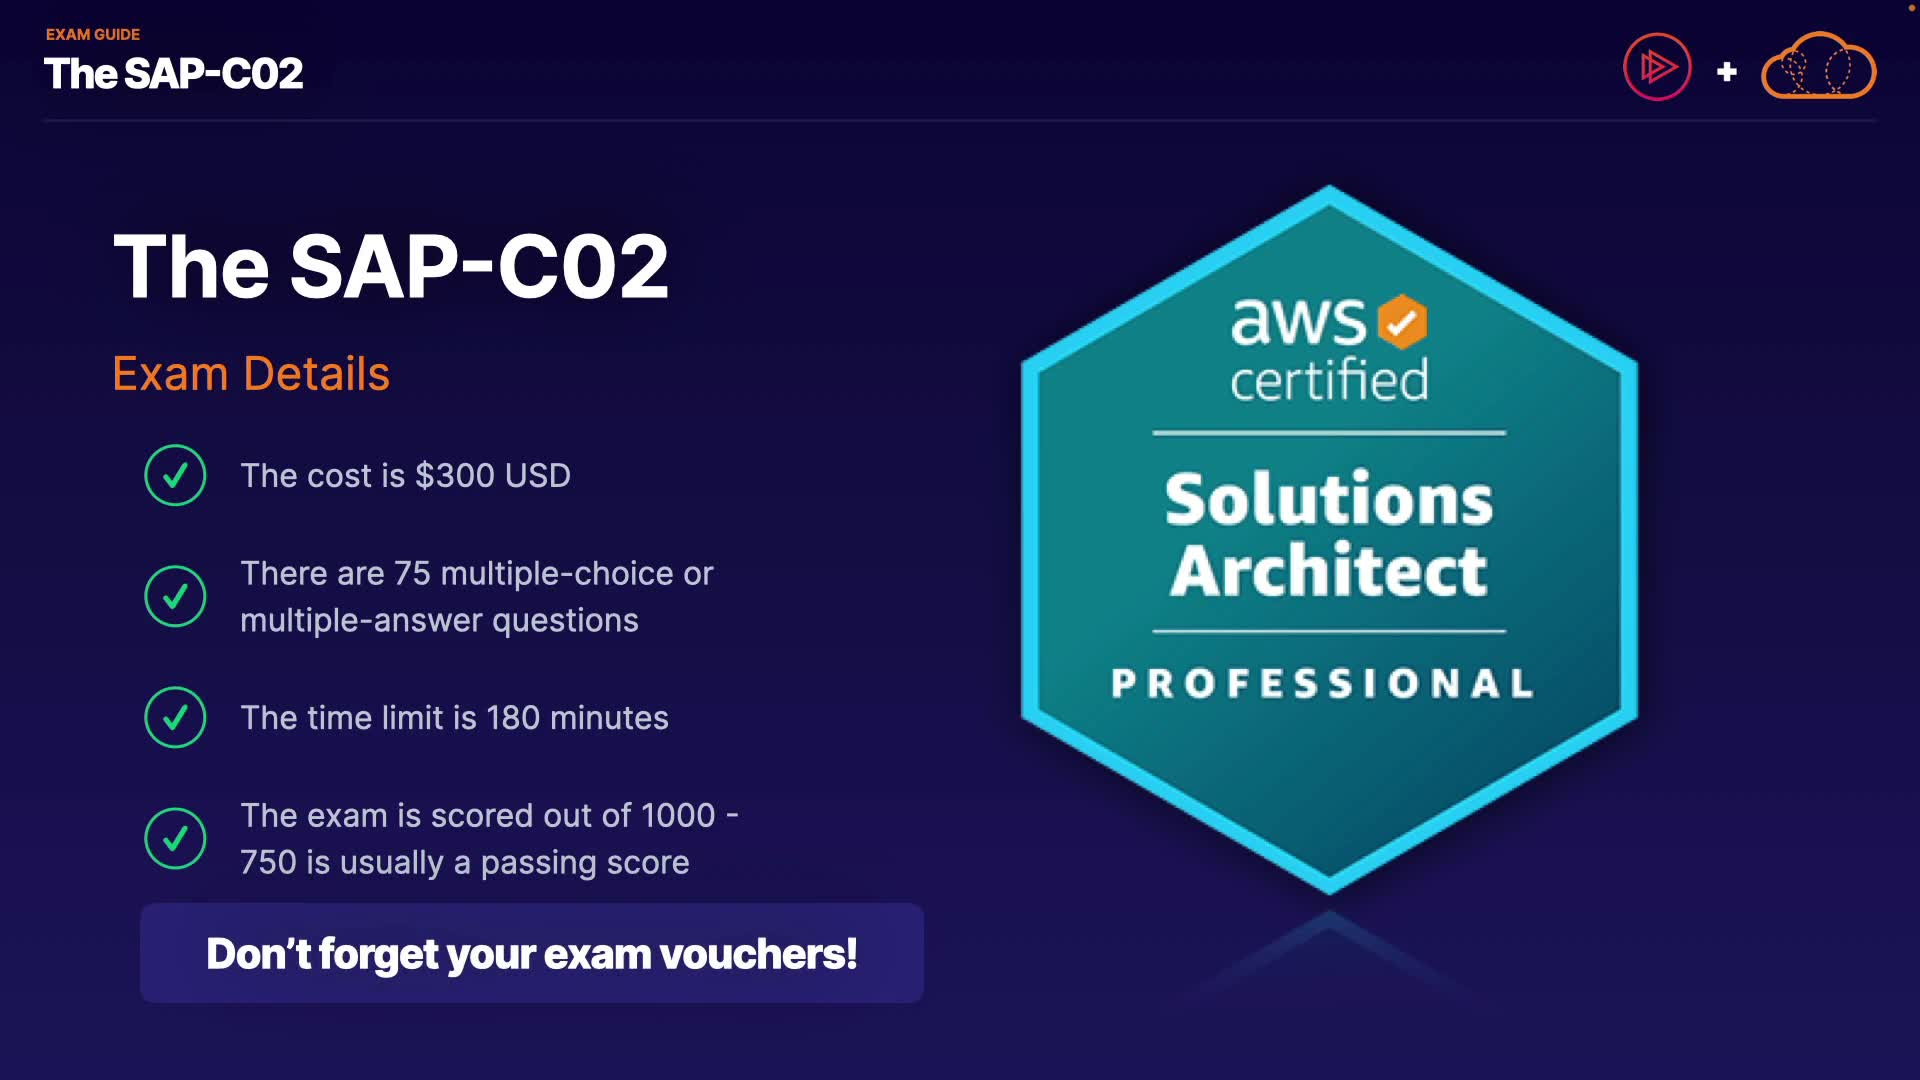 EXAM GUIDE
The SAP-C02
The SAP-C02
Exam Details
The cost is $300 USD
There are 75 multiple-choice or
multiple-answer questions
The time limit is 180 minutes
The exam is scored out of 1000 -
750 is usually a passing score
Don’t forget your exam vouchers!
aws
certified
Solutions
Architect
PROFESSIONAL